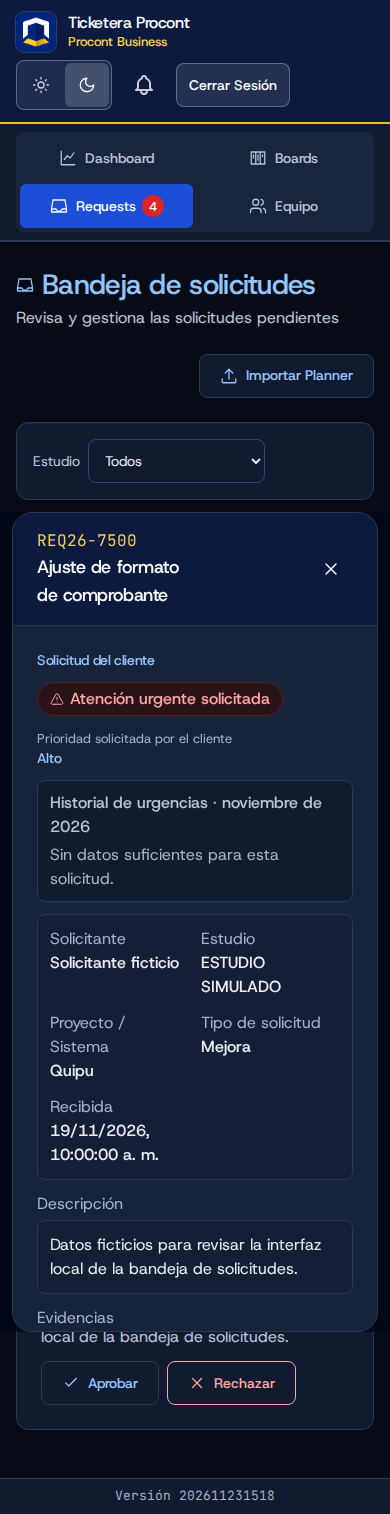 Ticketera Procont
Procont Business
Cerrar Sesión
Dashboard
Boards
Requests 4
Equipo
Bandeja de solicitudes
Revisa y gestiona las solicitudes pendientes
Importar Planner
Estudio Todos
REQ26-7500
Ajuste de formato
de comprobante
Solicitud del cliente
Atención urgente solicitada
Prioridad solicitada por el cliente
Alto
Historial de urgencias · noviembre de
2026
Sin datos suficientes para esta
solicitud.
Solicitante
Solicitante ficticio
Estudio
ESTUDIO
SIMULADO
Proyecto /
Sistema
Quipu
Tipo de solicitud
Mejora
Recibida
19/11/2026,
10:00:00 a. m.
Descripción
Datos ficticios para revisar la interfaz
local de la bandeja de solicitudes.
Evidencias
local de la bandeja de solicitudes.
Aprobar
Rechazar
Versión 202611231518